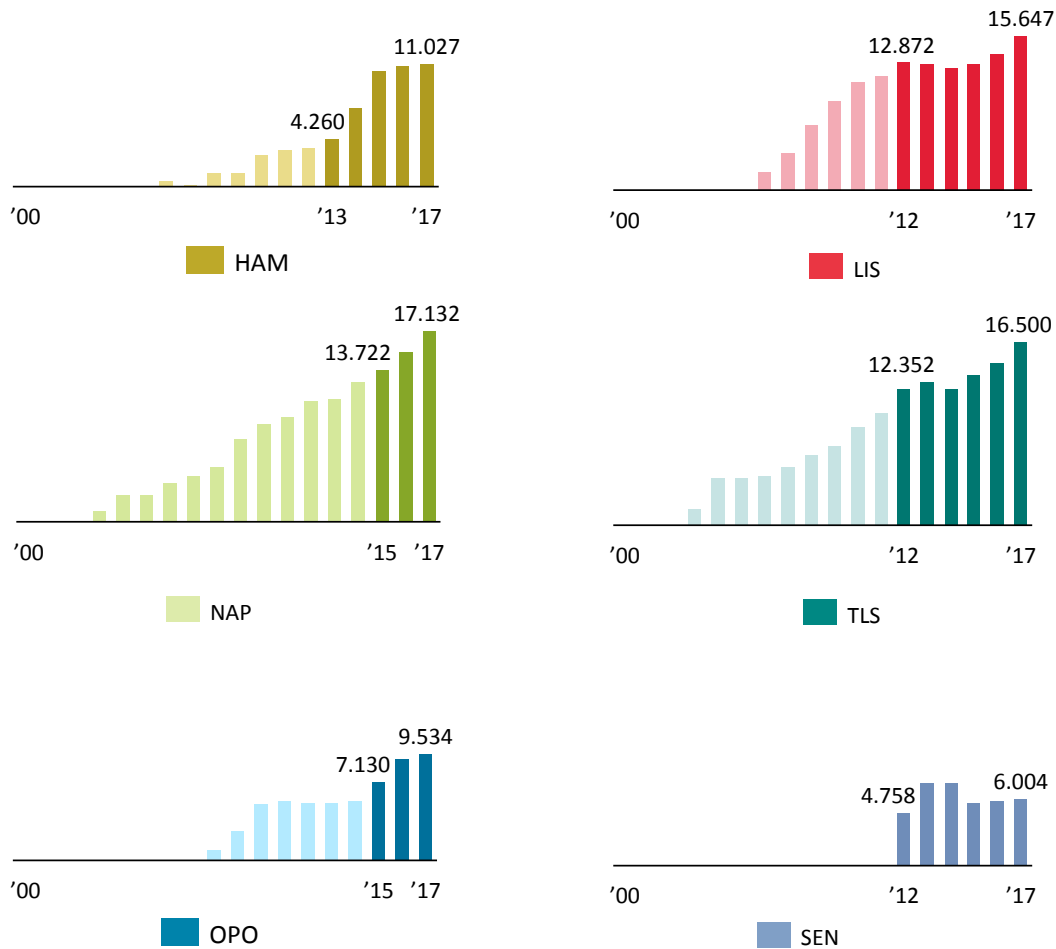 11.027
4.260
’00 ’13 ’17
HAM
15.647
12.872
’00 ’12 ’17
LIS
17.132
13.722
’00 ’15 ’17
NAP
16.500
12.352
’00 ’12 ’17
TLS
9.534
7.130
’00 ’15 ’17
OPO
6.004
4.758
’00 ’12 ’17
SEN